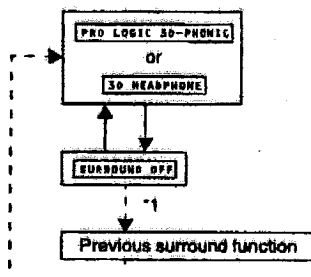 PRO LOGIC 3D-PHONIC
or
3D HEADPHONE
SURROUND OFF
*1
Previous surround function